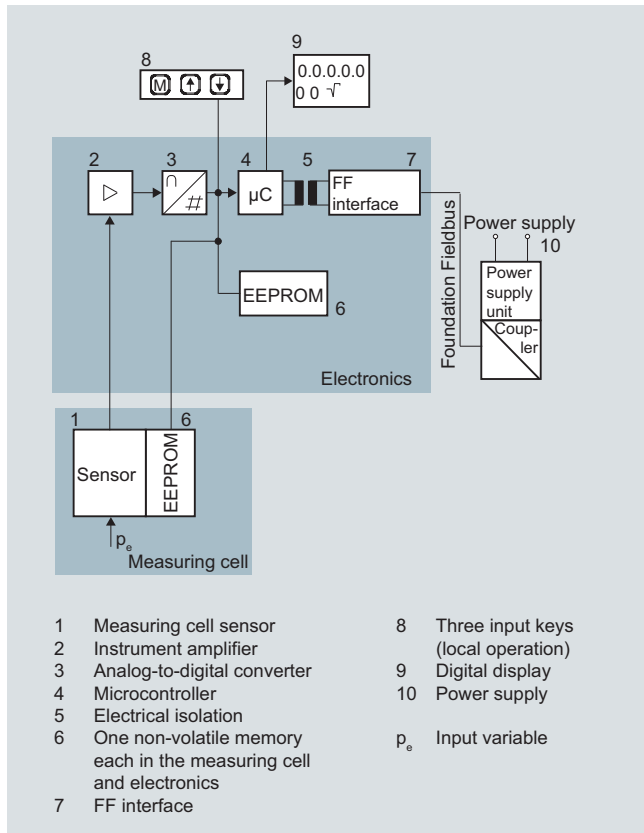 8
9
M
0.0.0.0.0
0 0 √
2
3
4
5
7
∩
#
µC
FF
interface
Power supply
10
Power
supply
unit
Coup-
ler
Foundation Fieldbus
EEPROM
6
Electronics
1
6
Sensor
EEPROM
pe
Measuring cell
1 Measuring cell sensor
2 Instrument amplifier
3 Analog-to-digital converter
4 Microcontroller
5 Electrical isolation
6 One non-volatile memory
each in the measuring cell
and electronics
7 FF interface
8 Three input keys
(local operation)
9 Digital display
10 Power supply
pe Input variable